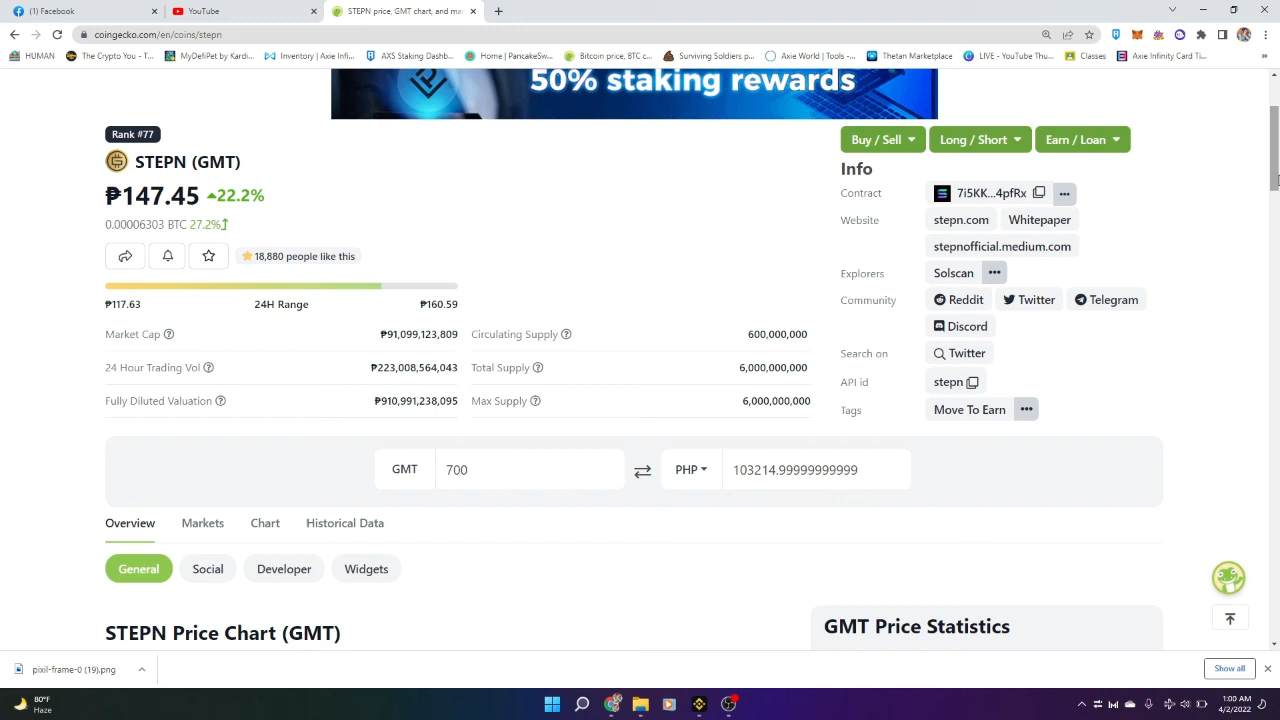 (1) Facebook
YouTube
STEPN price, GMT chart, and ma
coingecko.com/en/coins/stepn
HUMAN
The Crypto You - T...
MyDefiPet by Kardi...
Inventory | Axie Infi...
AXS Staking Dashb...
Home | PancakeSw...
Bitcoin price, BTC c...
Surviving Soldiers p...
Axie World | Tools -...
Thetan Marketplace
LIVE - YouTube Thu...
Classes
Axie Infinity Card Ti...
50% staking rewards
Rank #77
STEPN (GMT)
₱147.45 22.2%
0.00006303 BTC 27.2%
18,880 people like this
₱117.63 24H Range ₱160.59
Market Cap ₱91,099,123,809
24 Hour Trading Vol ₱223,008,564,043
Fully Diluted Valuation ₱910,991,238,095
Circulating Supply 600,000,000
Total Supply 6,000,000,000
Max Supply 6,000,000,000
Buy / Sell Long / Short Earn / Loan
Info
Contract 7i5KK...4pfRx
Website stepn.com Whitepaper
stepnofficial.medium.com
Explorers Solscan
Community Reddit Twitter Telegram
Discord
Search on Twitter
API id stepn
Tags Move To Earn
GMT 700 PHP 103214.99999999999
Overview Markets Chart Historical Data
General Social Developer Widgets
STEPN Price Chart (GMT)
GMT Price Statistics
pixil-frame-0 (19).png
Show all
80°F
Haze
1:00 AM
4/2/2022